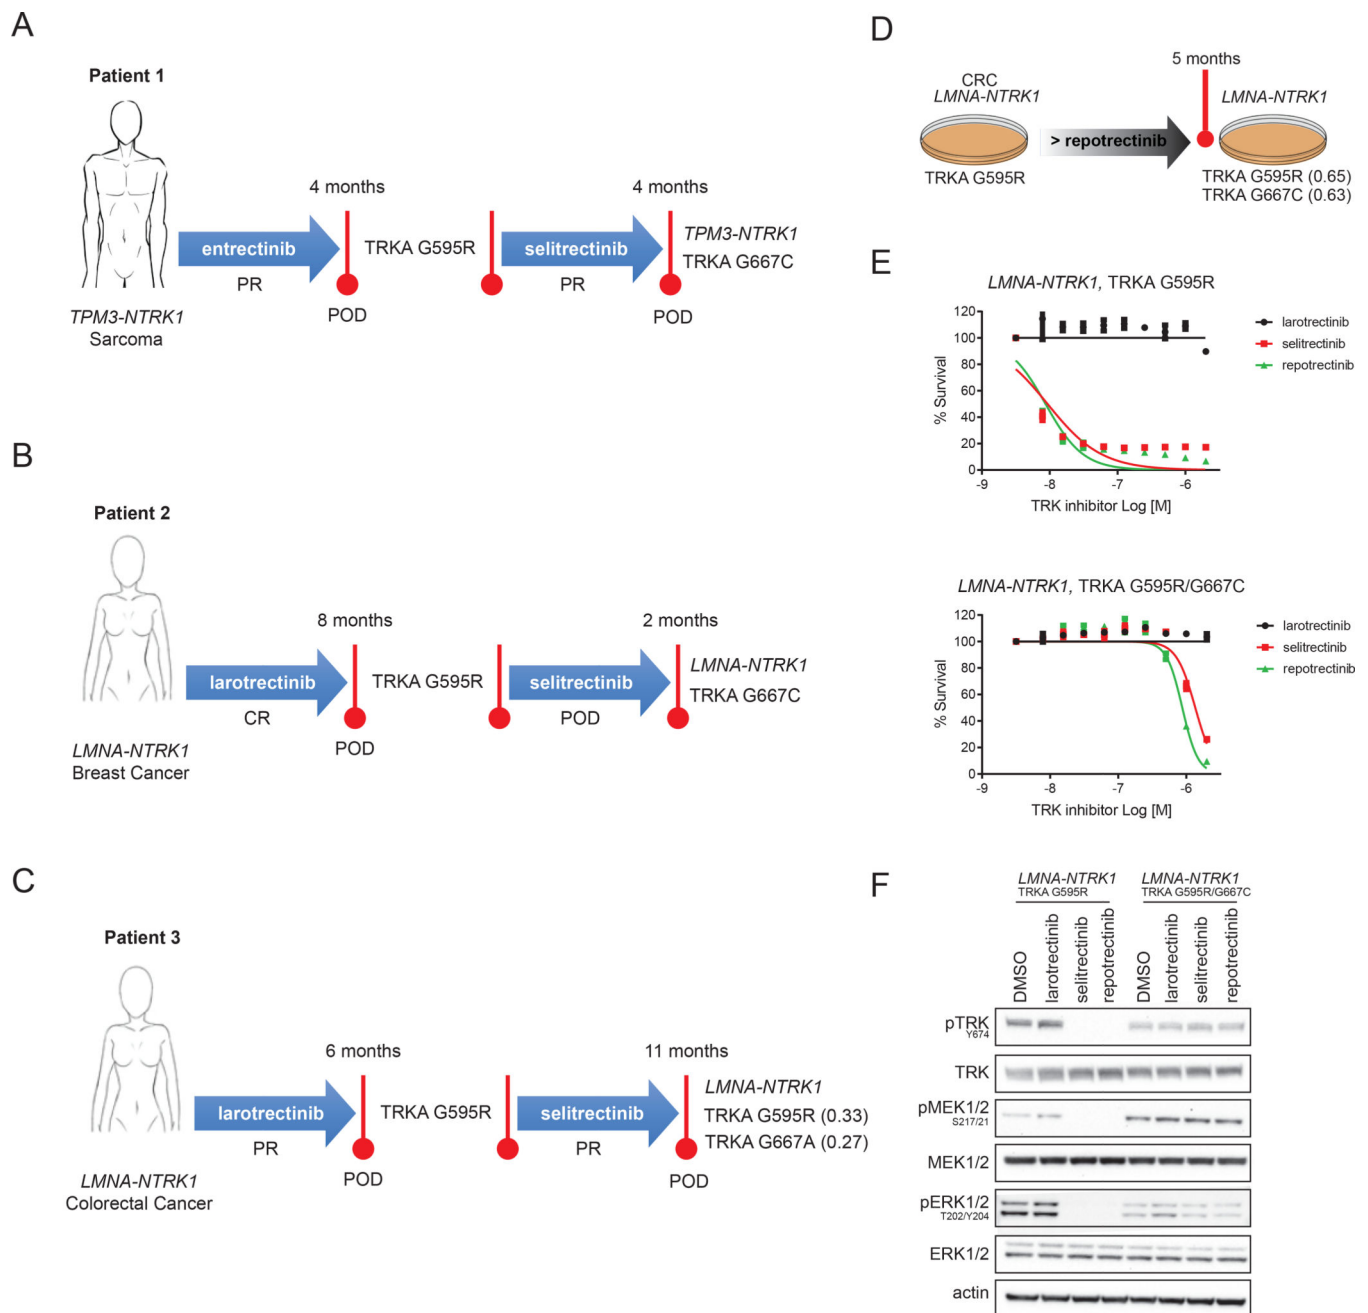 A
Patient 1
4 months
4 months
entrectinib
TRKA G595R
selitrectinib
TPM3-NTRK1
TRKA G667C
PR
PR
POD
POD
TPM3-NTRK1
Sarcoma
B
Patient 2
8 months
2 months
larotrectinib
TRKA G595R
selitrectinib
LMNA-NTRK1
TRKA G667C
CR
POD
POD
LMNA-NTRK1
Breast Cancer
C
Patient 3
6 months
11 months
larotrectinib
TRKA G595R
selitrectinib
LMNA-NTRK1
TRKA G595R (0.33)
TRKA G667A (0.27)
PR
PR
POD
POD
LMNA-NTRK1
Colorectal Cancer
D
5 months
CRC
LMNA-NTRK1
LMNA-NTRK1
> repotrectinib
TRKA G595R
TRKA G595R (0.65)
TRKA G667C (0.63)
E
LMNA-NTRK1, TRKA G595R
% Survival
120
100
80
60
40
20
0
-9
-8
-7
-6
TRK inhibitor Log [M]
larotrectinib
selitrectinib
repotrectinib
LMNA-NTRK1, TRKA G595R/G667C
% Survival
120
100
80
60
40
20
0
-9
-8
-7
-6
TRK inhibitor Log [M]
larotrectinib
selitrectinib
repotrectinib
F
LMNA-NTRK1
TRKA G595R
LMNA-NTRK1
TRKA G595R/G667C
DMSO
larotrectinib
selitrectinib
repotrectinib
DMSO
larotrectinib
selitrectinib
repotrectinib
pTRK
Y674
TRK
pMEK1/2
S217/21
MEK1/2
pERK1/2
T202/Y204
ERK1/2
actin